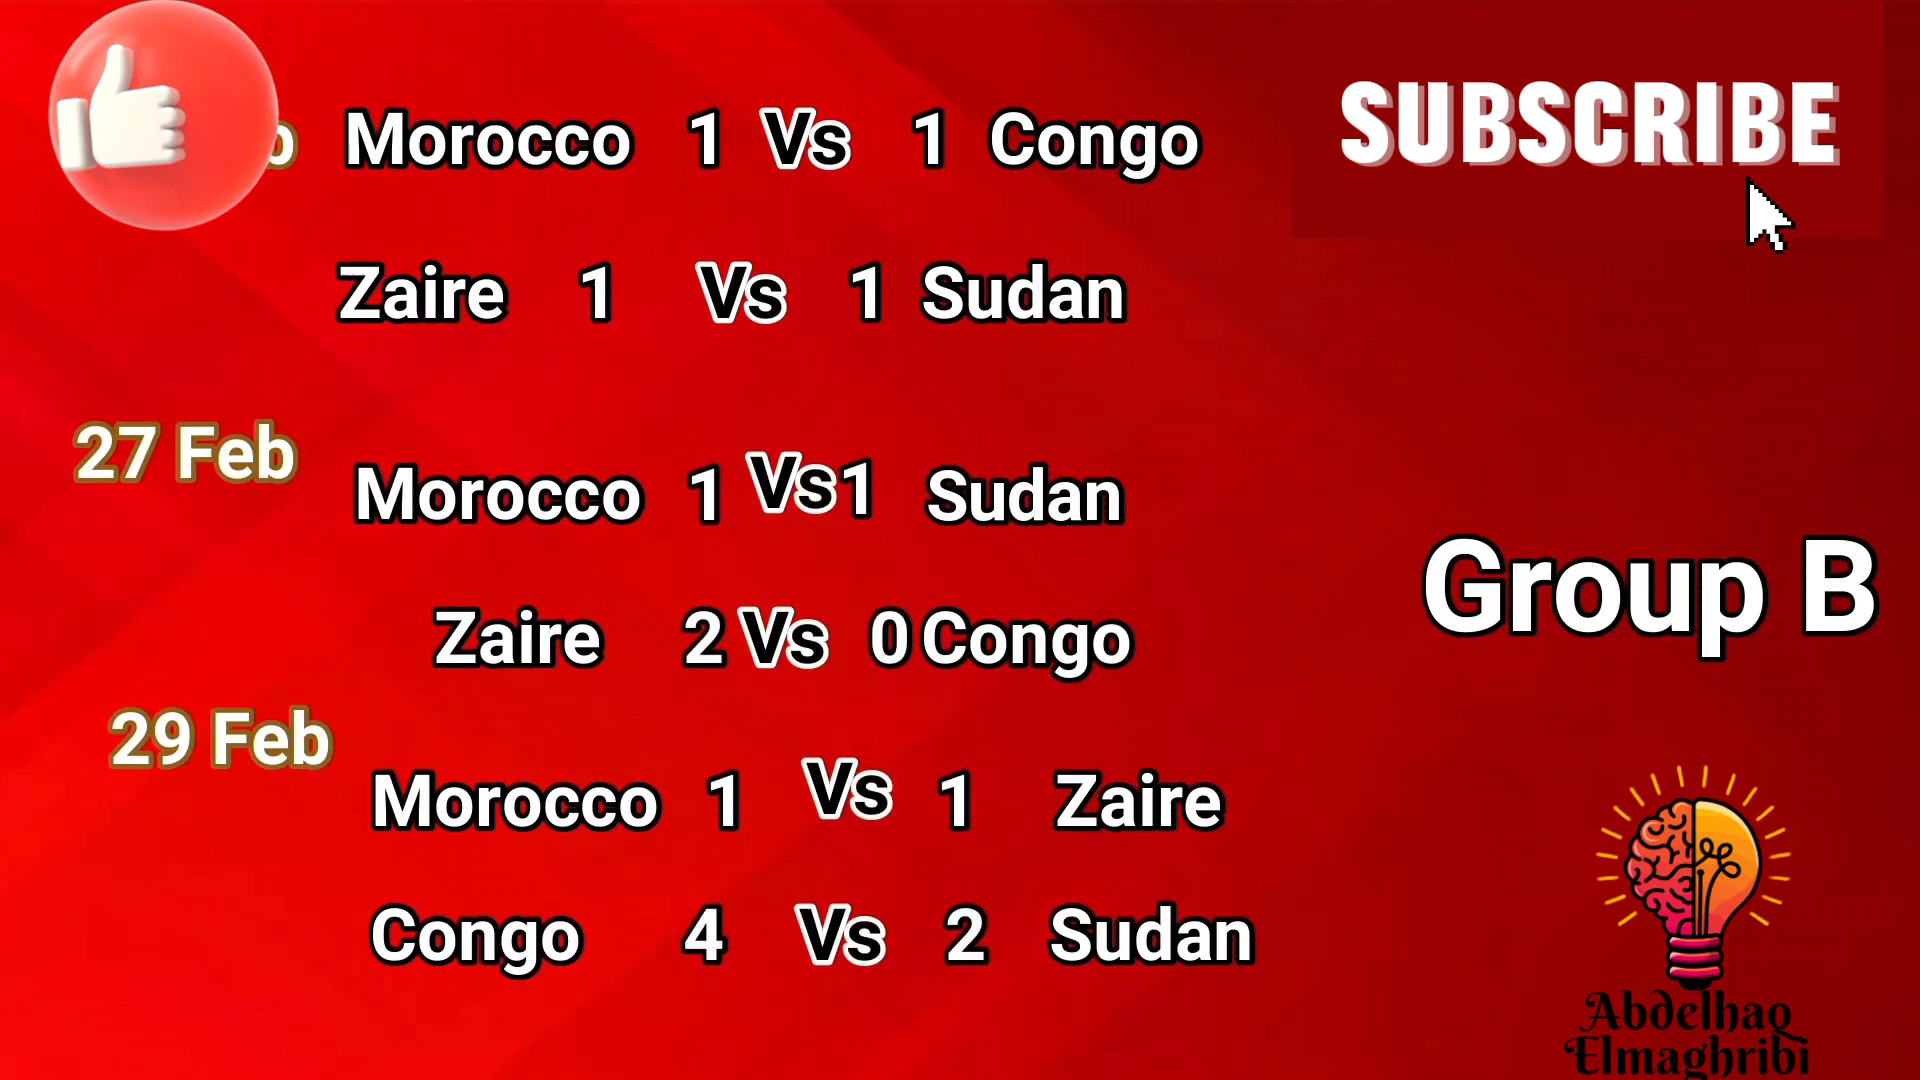 Morocco 1 Vs 1 Congo
SUBSCRIBE
Zaire 1 Vs 1 Sudan
27 Feb
Morocco 1 Vs 1 Sudan
Group B
Zaire 2 Vs 0 Congo
29 Feb
Morocco 1 Vs 1 Zaire
Congo 4 Vs 2 Sudan
Abdelhaq
Elmaghribi